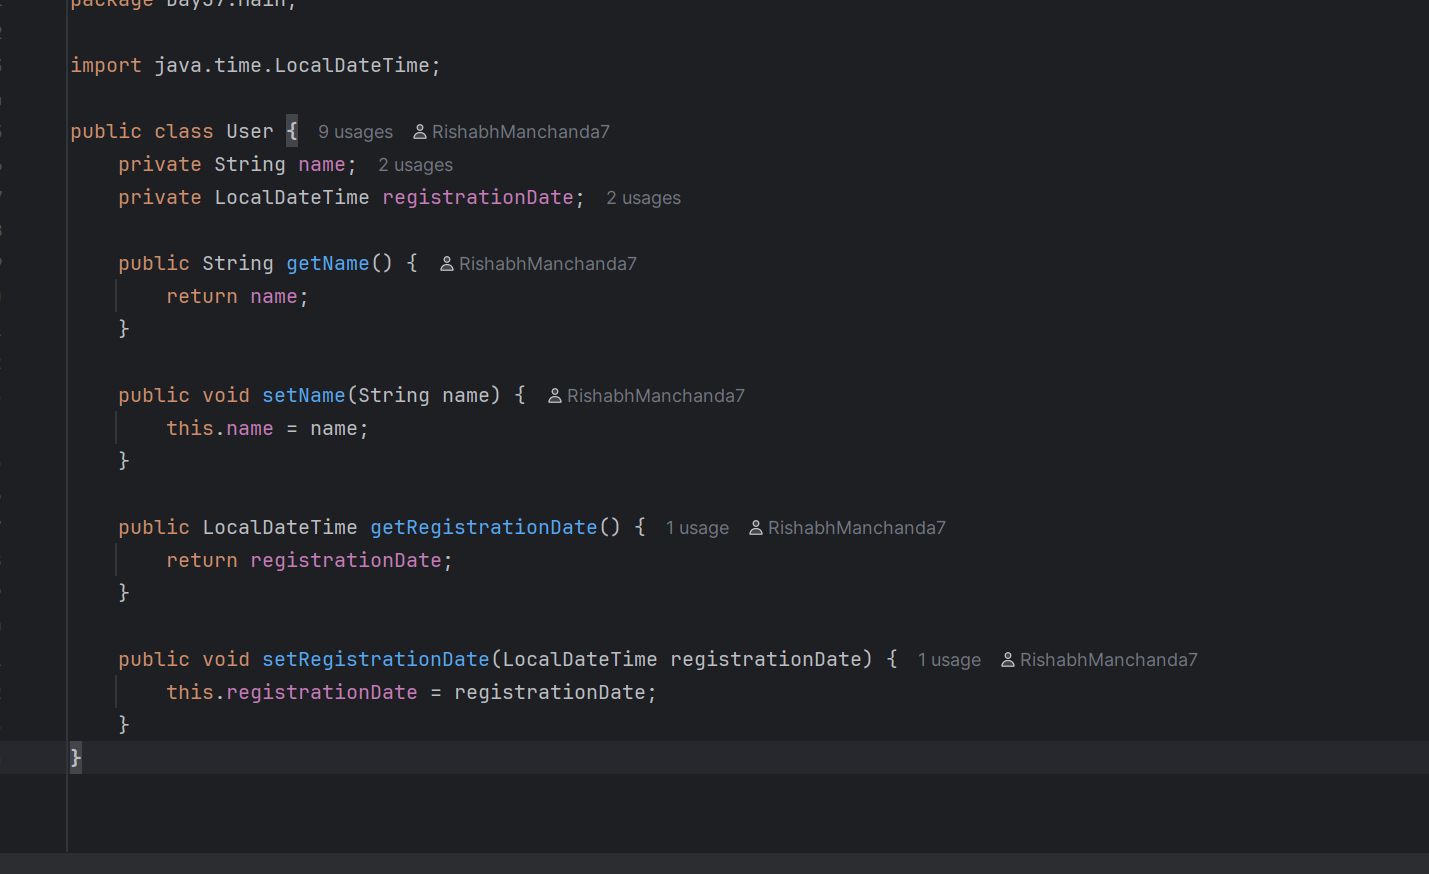 import java.time.LocalDateTime;
public class User { 9 usages RishabhManchanda7
private String name; 2 usages
private LocalDateTime registrationDate; 2 usages
public String getName() { RishabhManchanda7
return name;
}
public void setName(String name) { RishabhManchanda7
this.name = name;
}
public LocalDateTime getRegistrationDate() { 1 usage RishabhManchanda7
return registrationDate;
}
public void setRegistrationDate(LocalDateTime registrationDate) { 1 usage RishabhManchanda7
this.registrationDate = registrationDate;
}
}